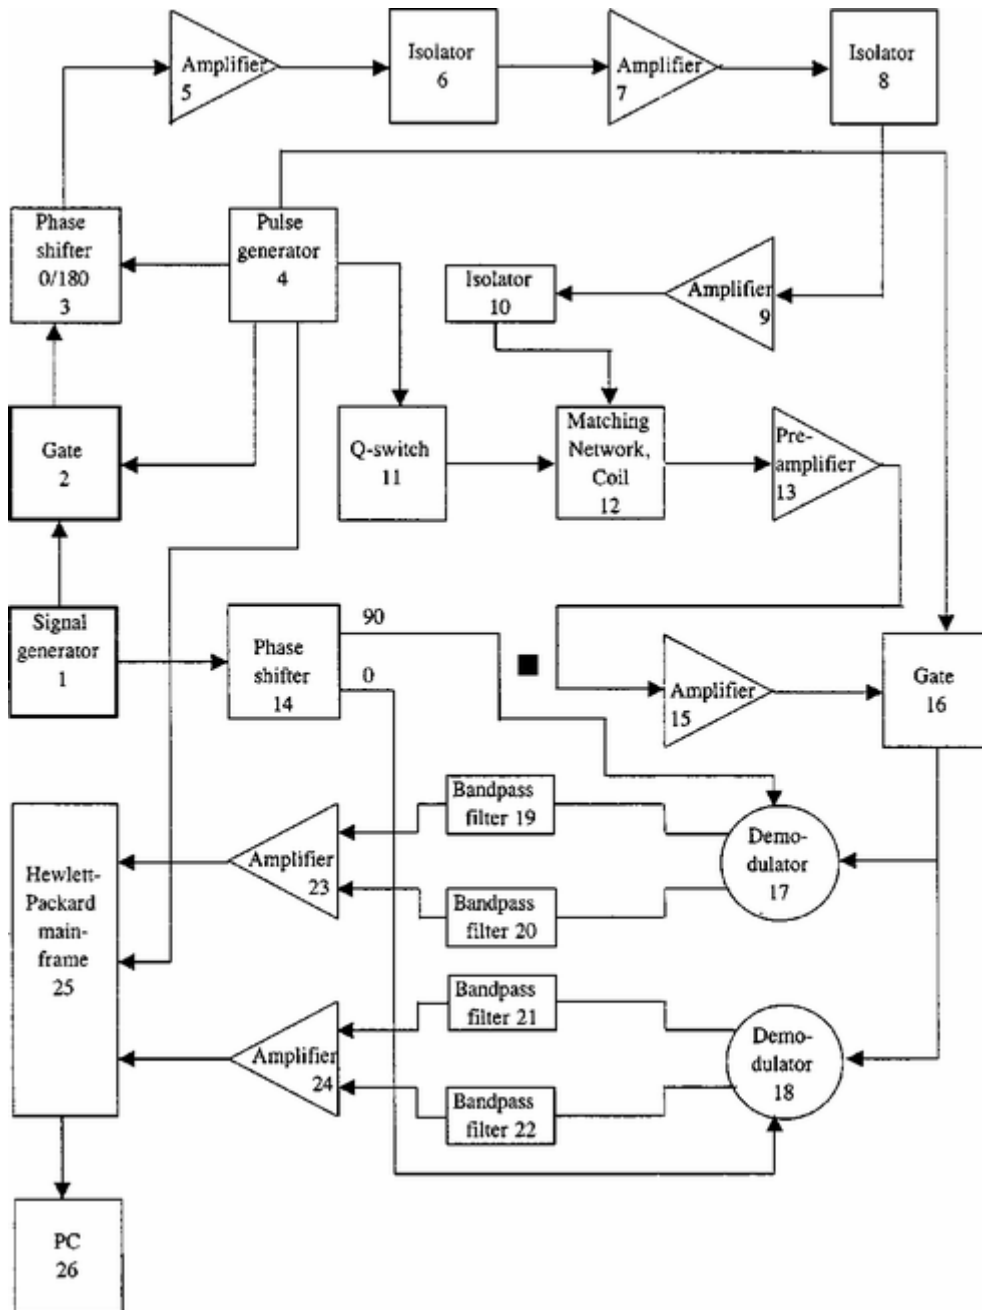 Amplifier
5
Isolator
6
Amplifier
7
Isolator
8
Phase
shifter
0/180
3
Pulse
generator
4
Isolator
10
Amplifier
9
Gate
2
Q-switch
11
Matching
Network,
Coil
12
Pre-
amplifier
13
Signal
generator
1
Phase
shifter
14
90
0
Amplifier
15
Gate
16
Hewlett-
Packard
main-
frame
25
Amplifier
23
Bandpass
filter 19
Bandpass
filter 20
Demo-
dulator
17
Amplifier
24
Bandpass
filter 21
Bandpass
filter 22
Demo-
dulator
18
PC
26